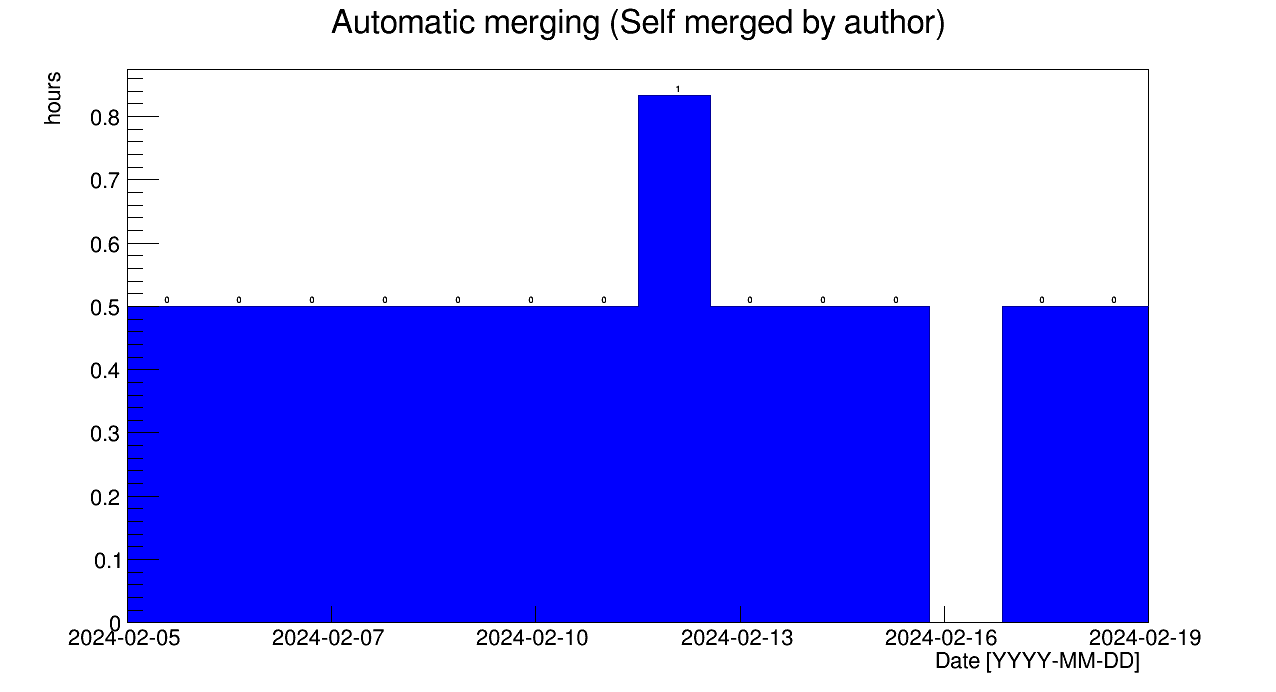 Automatic merging (Self merged by author)
hours
0.8
0.7
0.6
0.5
0.4
0.3
0.2
0.1
0
1
0 0 0 0 0 0 0 0 0 0 0 0
2024-02-05 2024-02-07 2024-02-10 2024-02-13 2024-02-16 2024-02-19
Date [YYYY-MM-DD]